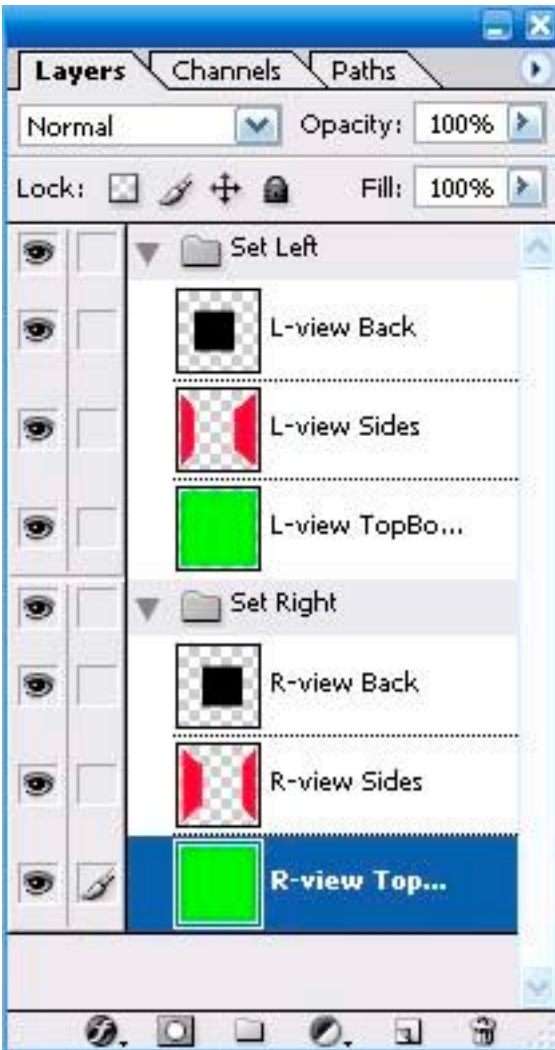 Layers Channels Paths
Normal Opacity: 100%
Lock: Fill: 100%
Set Left
L-view Back
L-view Sides
L-view TopBo...
Set Right
R-view Back
R-view Sides
R-view Top...